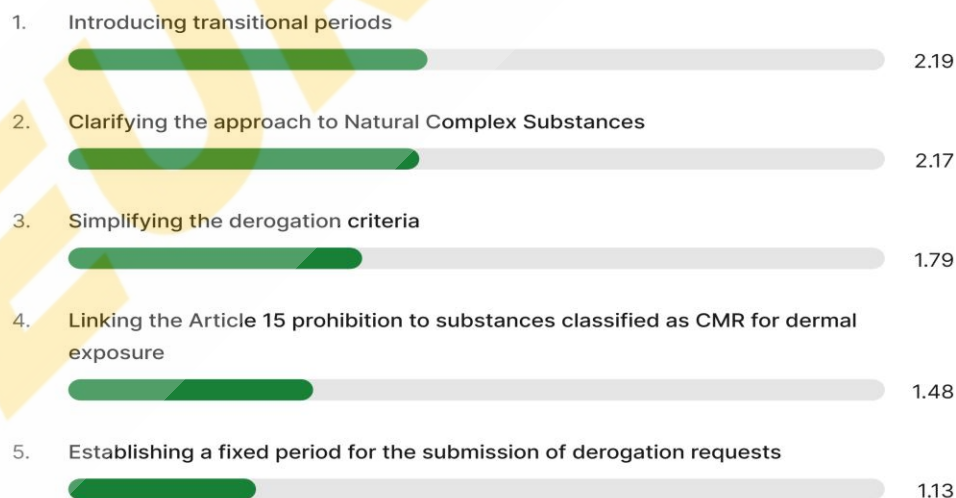 1. Introducing transitional periods
2.19
2. Clarifying the approach to Natural Complex Substances
2.17
3. Simplifying the derogation criteria
1.79
4. Linking the Article 15 prohibition to substances classified as CMR for dermal
exposure
1.48
5. Establishing a fixed period for the submission of derogation requests
1.13